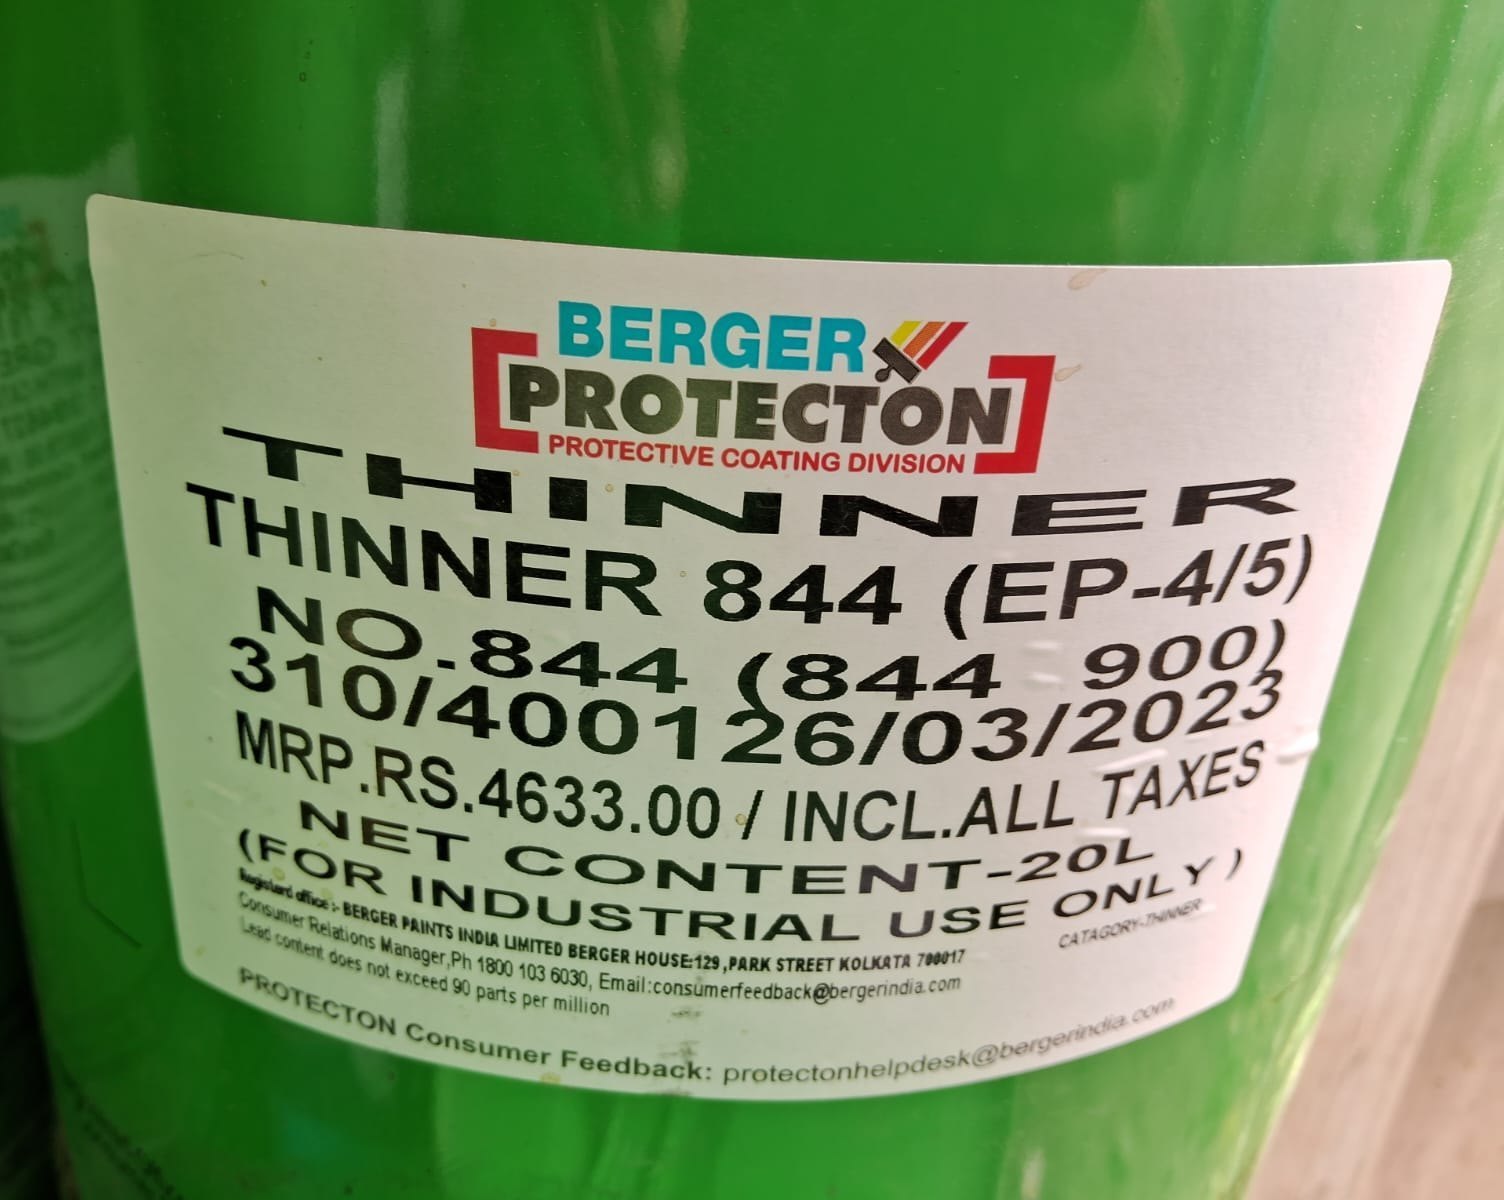 BERGER
PROTECTON
PROTECTIVE COATING DIVISION
THINNER
THINNER 844 (EP-4/5)
NO.844 (844 900)
310/400126/03/2023
MRP.RS.4633.00 / INCL.ALL TAXES
NET CONTENT-20L
(FOR INDUSTRIAL USE ONLY)
CATAGORY-THINNER
Registerd office :- BERGER PAINTS INDIA LIMITED BERGER HOUSE:129 ,PARK STREET KOLKATA 700017
Consumer Relations Manager,Ph 1800 103 6030, Email:consumerfeedback@bergerindia.com
Lead content does not exceed 90 parts per million
PROTECTON Consumer Feedback: protectonhelpdesk@bergerindia.com